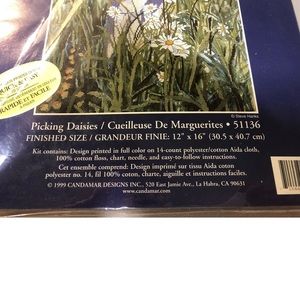 QUICK & EASY
RAPIDE et FACILE
© Steve Hanks
Picking Daisies / Cueilleuse De Marguerites • 51136
FINISHED SIZE / GRANDEUR FINIE: 12" x 16" (30.5 x 40.7 cm)
Kit contains: Design printed in full color on 14-count polyester/cotton Aida cloth,
100% cotton floss, chart, needle, and easy-to-follow instructions.
Cet ensemble comprend: Design imprimé sur tissu Aida coton
polyester no. 14, fil 100% coton, charte, aiguille et instructions faciles.
© 1999 CANDAMAR DESIGNS INC., 520 East Jamie Ave., La Habra, CA 90631
www.candamar.com